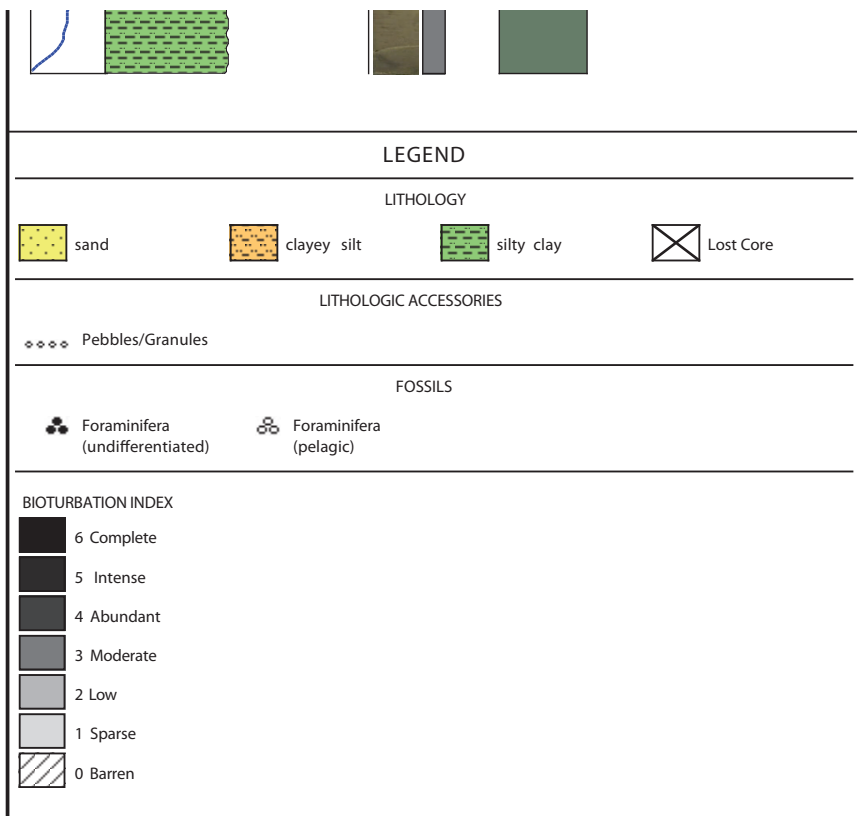 LEGEND
LITHOLOGY
sand
clayey silt
silty clay
Lost Core
LITHOLOGIC ACCESSORIES
Pebbles/Granules
FOSSILS
Foraminifera
(undifferentiated)
Foraminifera
(pelagic)
BIOTURBATION INDEX
6 Complete
5 Intense
4 Abundant
3 Moderate
2 Low
1 Sparse
0 Barren